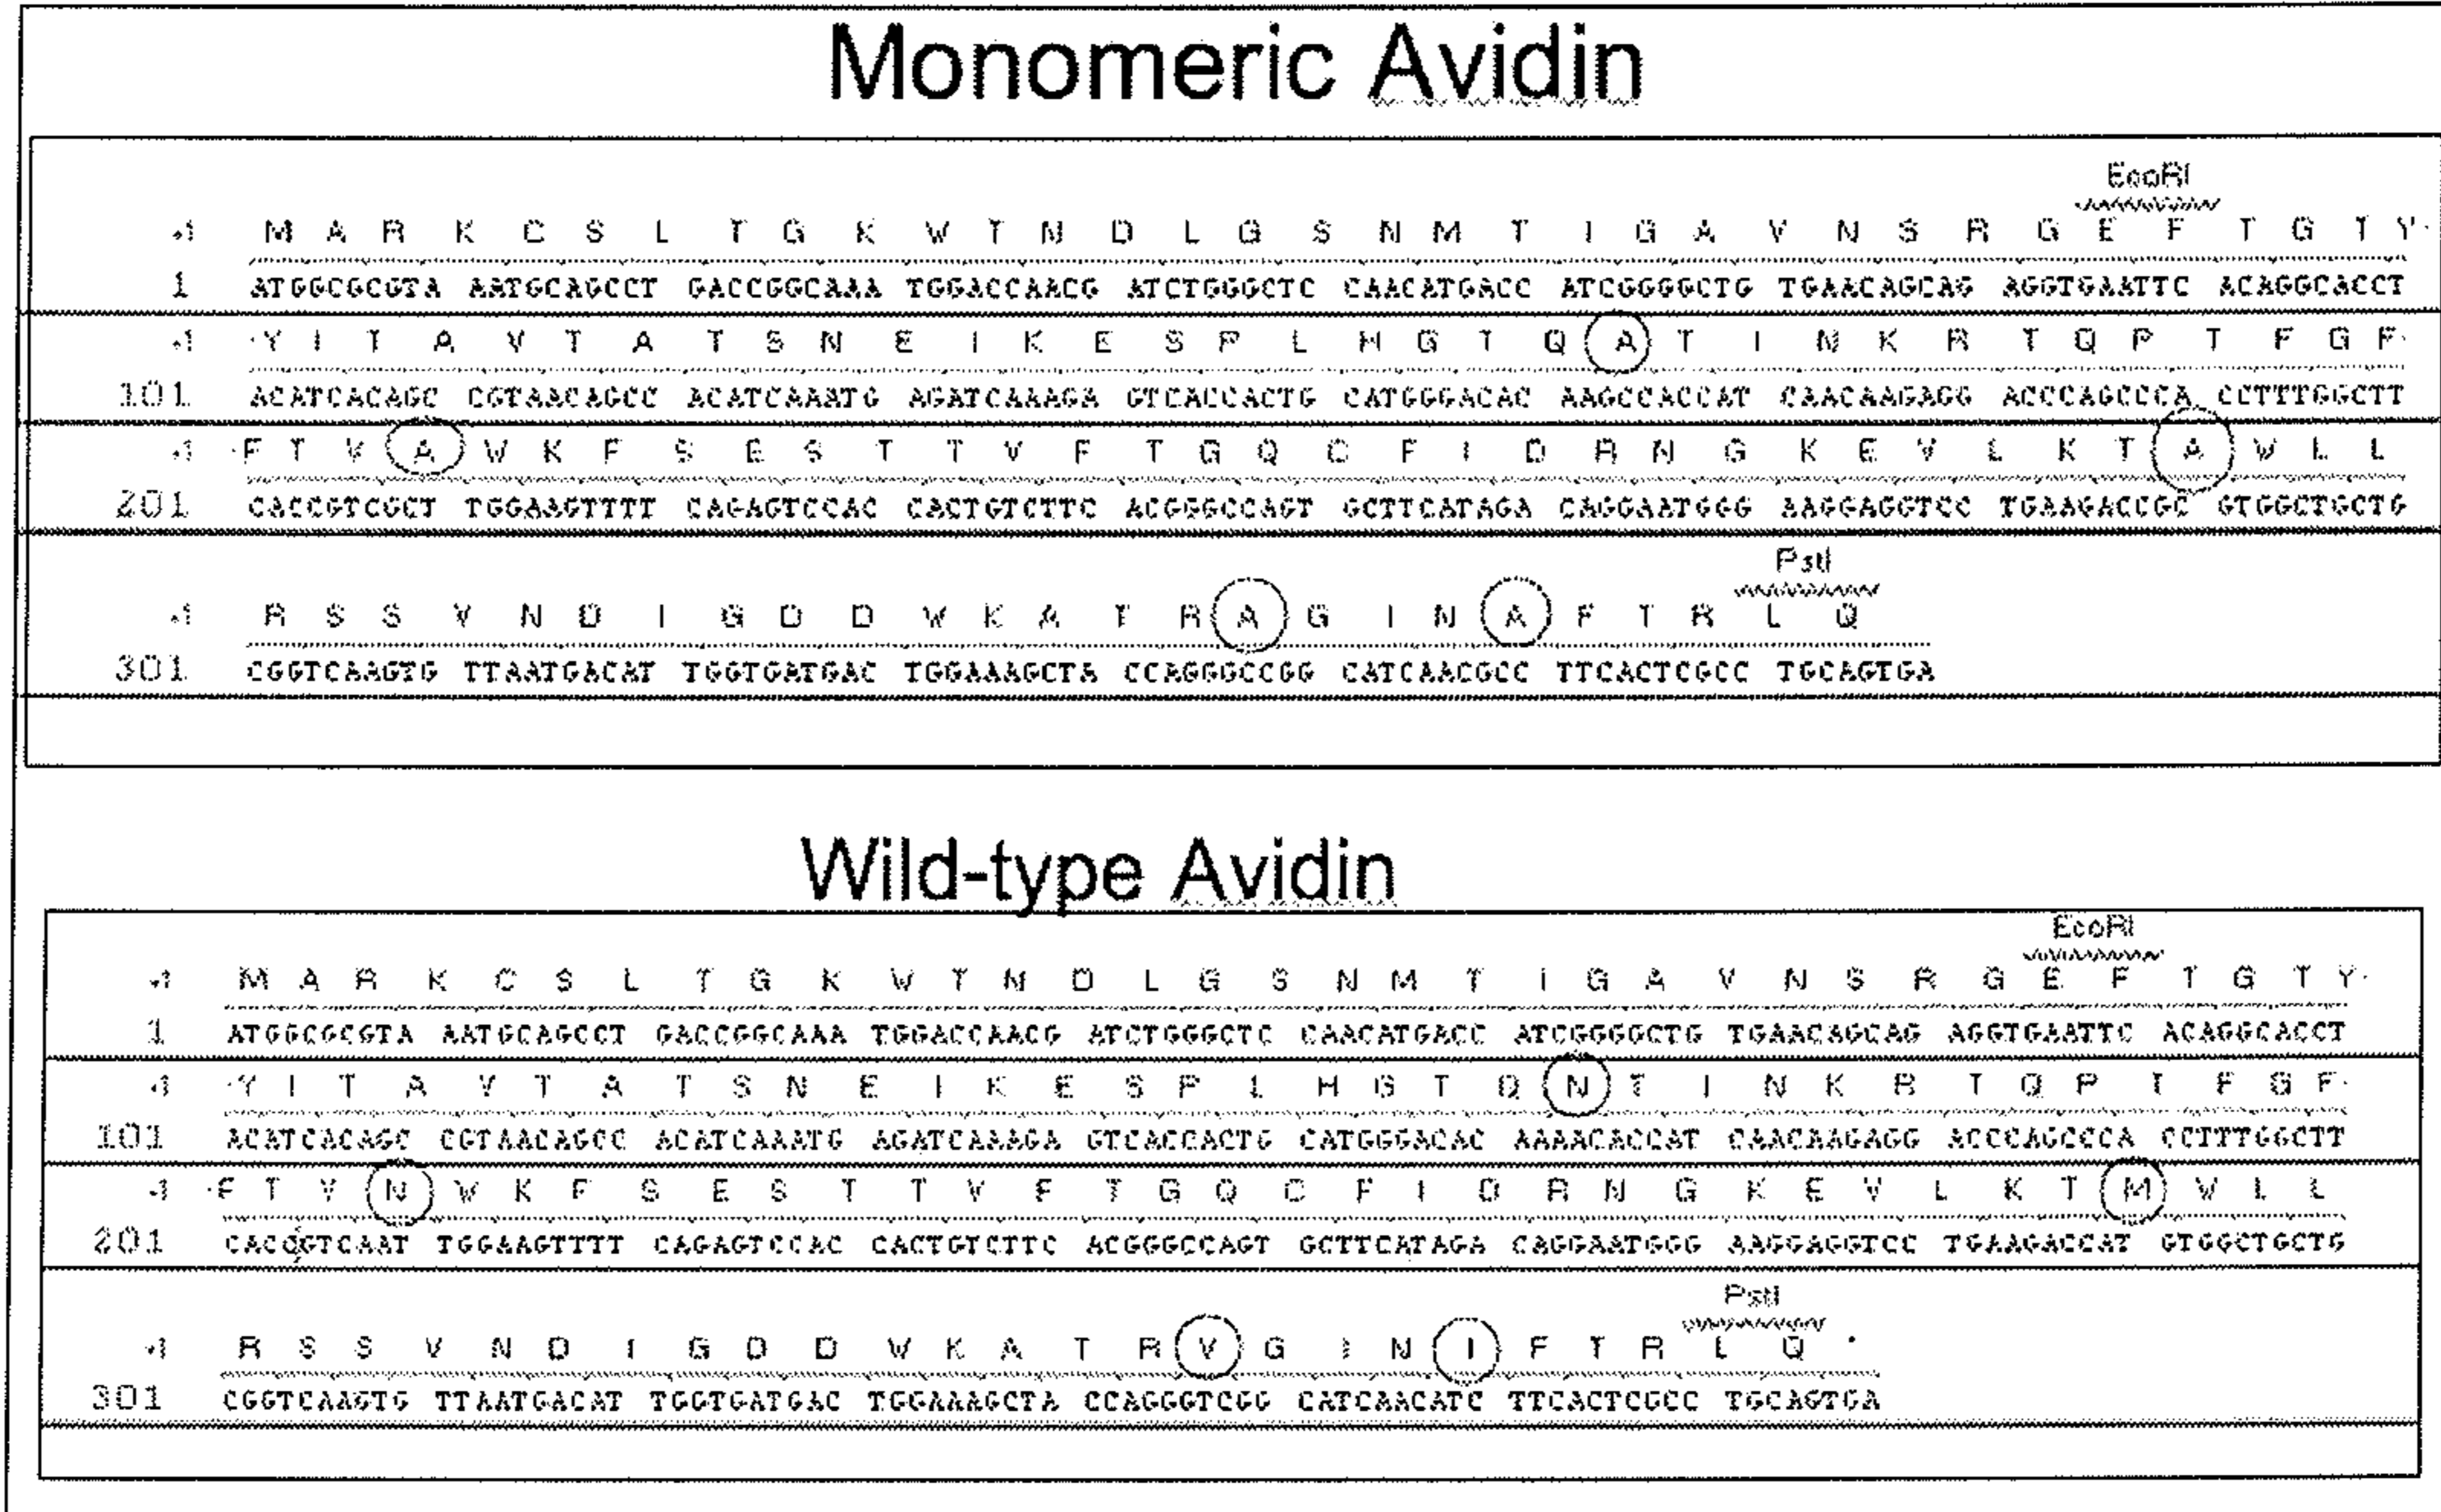 Monomeric Avidin
EcoRI
+1 M A R K C S L T G K W T N D L G S N M T I G A V N S R G E F T G T Y·
1 ATGGCGCGTA AATGCAGCCT GACCGGCAAA TGGACCAACG ATCTGGGCTC CAACATGACC ATCGGGGCTG TGAACAGCAG AGGTGAATTC ACAGGCACCT
+1 ·Y I T A V T A T S N E I K E S P L H G T Q A T I N K R T Q P T F G F·
101 ACATCACAGC CGTAACAGCC ACATCAAATG AGATCAAAGA GTCACCACTG CATGGGACAC AAGCCACCAT CAACAAGAGG ACCCAGCCCA CCTTTGGCTT
+1 ·F T V A W K F S E S T T V F T G Q C F I D R N G K E V L K T A W L L
201 CACCGTCGCT TGGAAGTTTT CAGAGTCCAC CACTGTCTTC ACGGGCCAGT GCTTCATAGA CAGGAATGGG AAGGAGGTCC TGAAGACCGC GTGGCTGCTG
PstI
+1 R S S V N D I G D D W K A T R A G I N A F T R L Q
301 CGGTCAAGTG TTAATGACAT TGGTGATGAC TGGAAAGCTA CCAGGGCCGG CATCAACGCC TTCACTCGCC TGCAGTGA
Wild-type Avidin
EcoRI
+1 M A R K C S L T G K W T N D L G S N M T I G A V N S R G E F T G T Y·
1 ATGGCGCGTA AATGCAGCCT GACCGGCAAA TGGACCAACG ATCTGGGCTC CAACATGACC ATCGGGGCTG TGAACAGCAG AGGTGAATTC ACAGGCACCT
+1 ·Y I T A V T A T S N E I K E S P L H G T Q N T I N K R T Q P T F G F·
101 ACATCACAGC CGTAACAGCC ACATCAAATG AGATCAAAGA GTCACCACTG CATGGGACAC AAAACACCAT CAACAAGAGG ACCCAGCCCA CCTTTGGCTT
+1 ·F T V N W K F S E S T T V F T G Q C F I D R N G K E V L K T M W L L
201 CACCGTCAAT TGGAAGTTTT CAGAGTCCAC CACTGTCTTC ACGGGCCAGT GCTTCATAGA CAGGAATGGG AAGGAGGTCC TGAAGACCAT GTGGCTGCTG
PstI
+1 R S S V N D I G D D W K A T R V G I N I F T R L Q ·
301 CGGTCAAGTG TTAATGACAT TGGTGATGAC TGGAAAGCTA CCAGGGTCGG CATCAACATC TTCACTCGCC TGCAGTGA